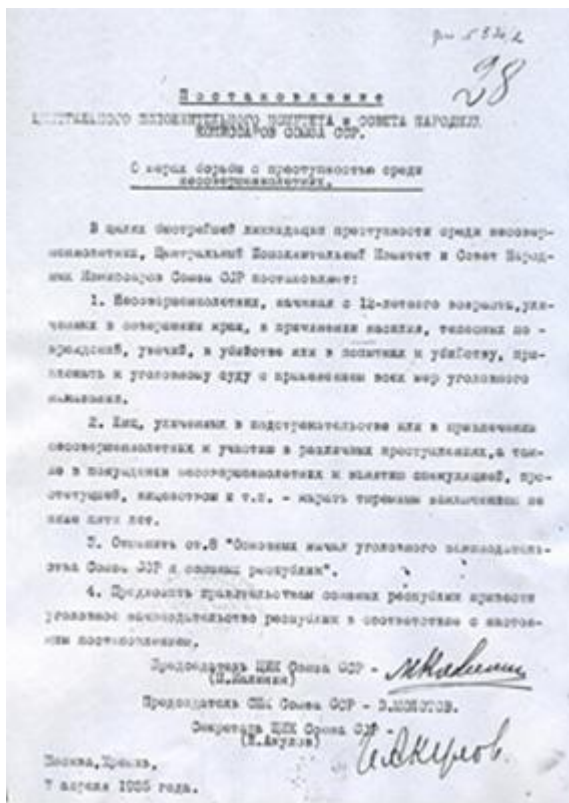 28
Постановление
ЦЕНТРАЛЬНОГО ИСПОЛНИТЕЛЬНОГО КОМИТЕТА и СОВЕТА НАРОДНЫХ
КОМИССАРОВ СОЮЗА ССР.
О мерах борьбы с преступностью среди
несовершеннолетних.
В целях быстрейшей ликвидации преступности среди несовер-
шеннолетних, Центральный Исполнительный Комитет и Совет Народ-
ных Комиссаров Союза ССР постановляют:
1. Несовершеннолетних, начиная с 12-летнего возраста, ули-
ченных в совершении краж, в причинении насилия, телесных по -
вреждений, увечий, в убийстве или в попытках к убийству, при-
влекать к уголовному суду с применением всех мер уголовного
наказания.
2. Лиц, уличенных в подстрекательстве или в привлечении
несовершеннолетних к участию в различных преступлениях, а так-
же в понуждении несовершеннолетних к занятию спекуляцией, про-
ституцией, нищенством и т.п. - карать тюремным заключением не
ниже пяти лет.
3. Отменить ст.8 "Основных начал уголовного законодатель-
ства Союза ССР и союзных республик".
4. Предложить правительствам союзных республик привести
уголовное законодательство республик в соответствие с настоя-
щим постановлением.
Председатель ЦИК Союза ССР - М Калинин
(М.Калинин)
Председатель СНК Союза ССР - В.МОЛОТОВ.
Секретарь ЦИК Союза ССР -
(И.Акулов) И.Акулов.
Москва, Кремль.
7 апреля 1935 года.